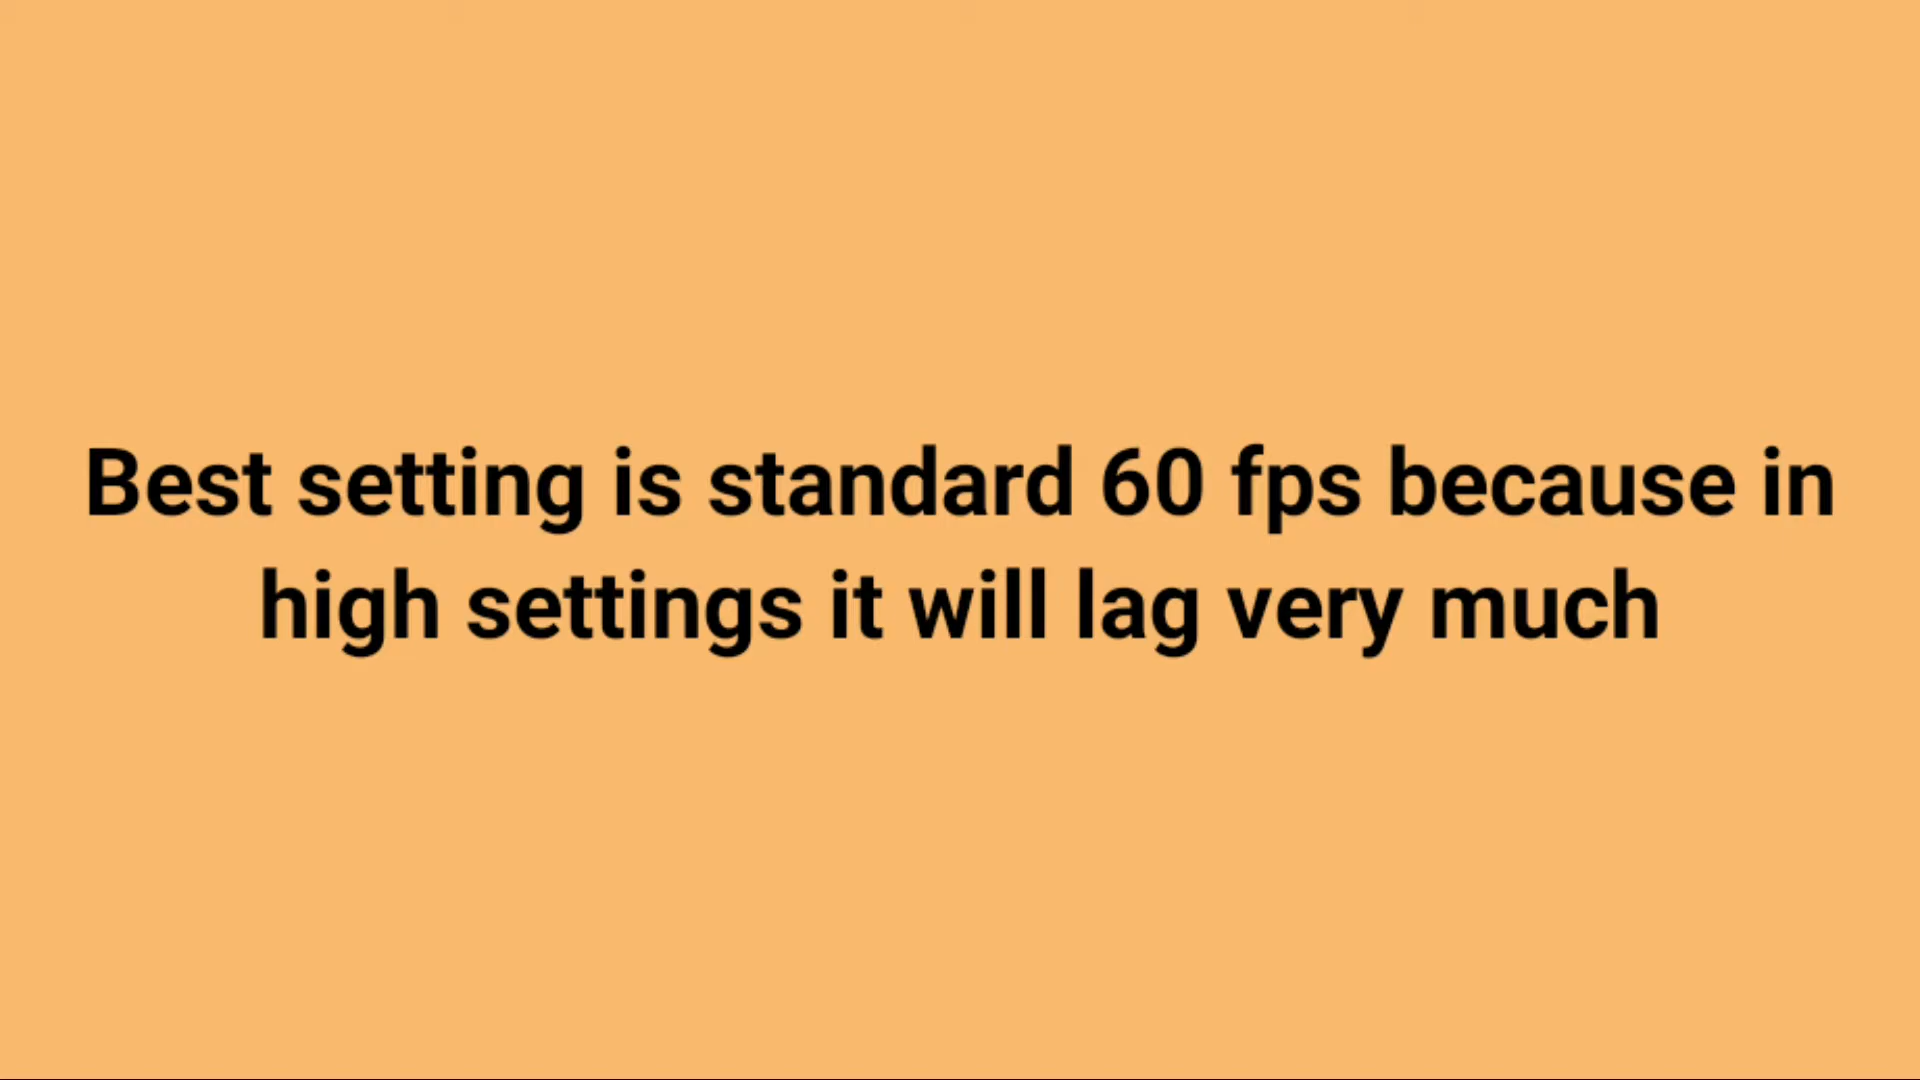 Best setting is standard 60 fps because in
high settings it will lag very much